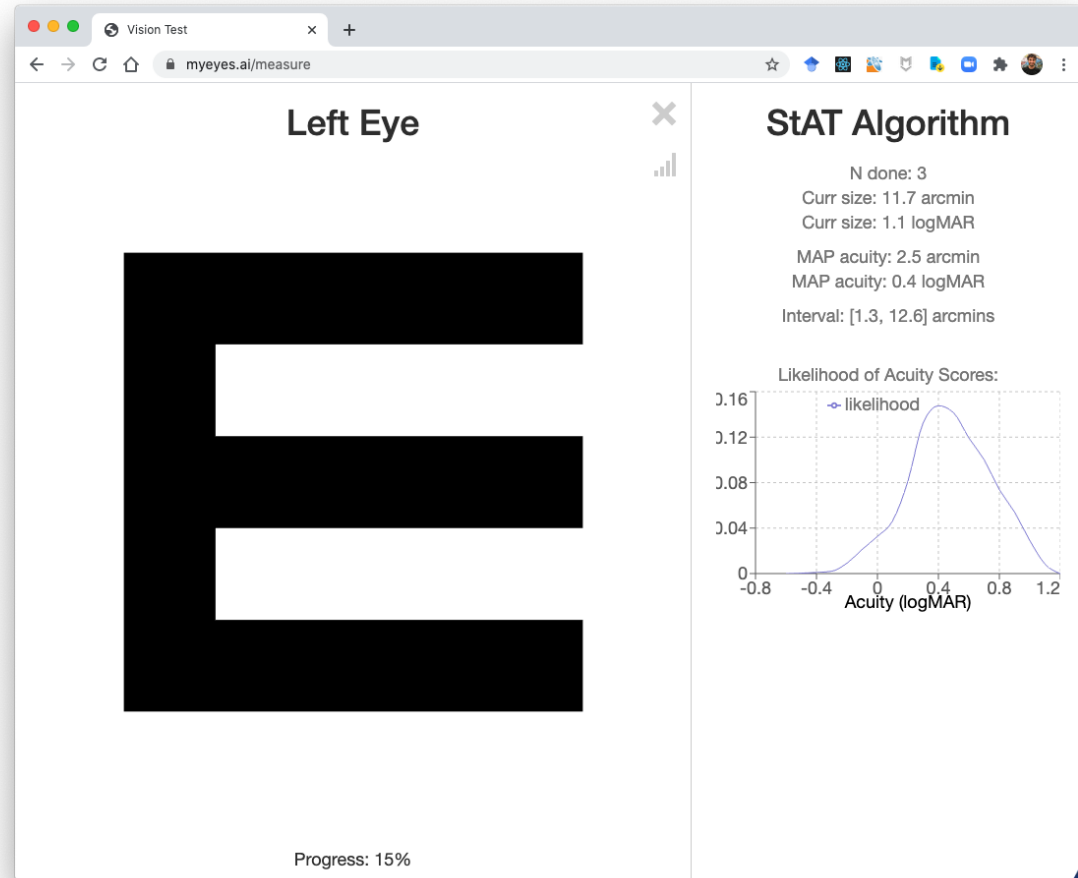 Vision Test
myeyes.ai/measure
Left Eye
E
Progress: 15%
StAT Algorithm
N done: 3
Curr size: 11.7 arcmin
Curr size: 1.1 logMAR
MAP acuity: 2.5 arcmin
MAP acuity: 0.4 logMAR
Interval: [1.3, 12.6] arcmins
Likelihood of Acuity Scores:
likelihood
0.16
0.12
0.08
0.04
0
-0.8 -0.4 0 0.4 0.8 1.2
Acuity (logMAR)